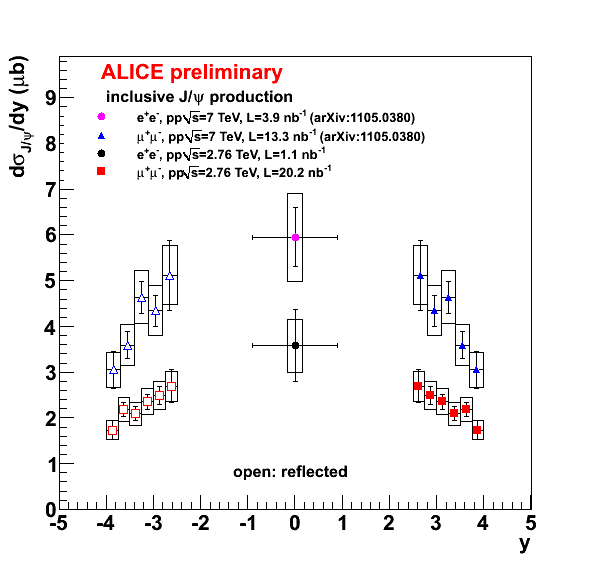 ALICE preliminary
inclusive J/ψ production
e⁺e⁻, pp√s=7 TeV, L=3.9 nb⁻¹ (arXiv:1105.0380)
μ⁺μ⁻, pp√s=7 TeV, L=13.3 nb⁻¹ (arXiv:1105.0380)
e⁺e⁻, pp√s=2.76 TeV, L=1.1 nb⁻¹
μ⁺μ⁻, pp√s=2.76 TeV, L=20.2 nb⁻¹
dσJ/ψ/dy (μb)
9
8
7
6
5
4
3
2
1
0
open: reflected
-5 -4 -3 -2 -1 0 1 2 3 4 5
y